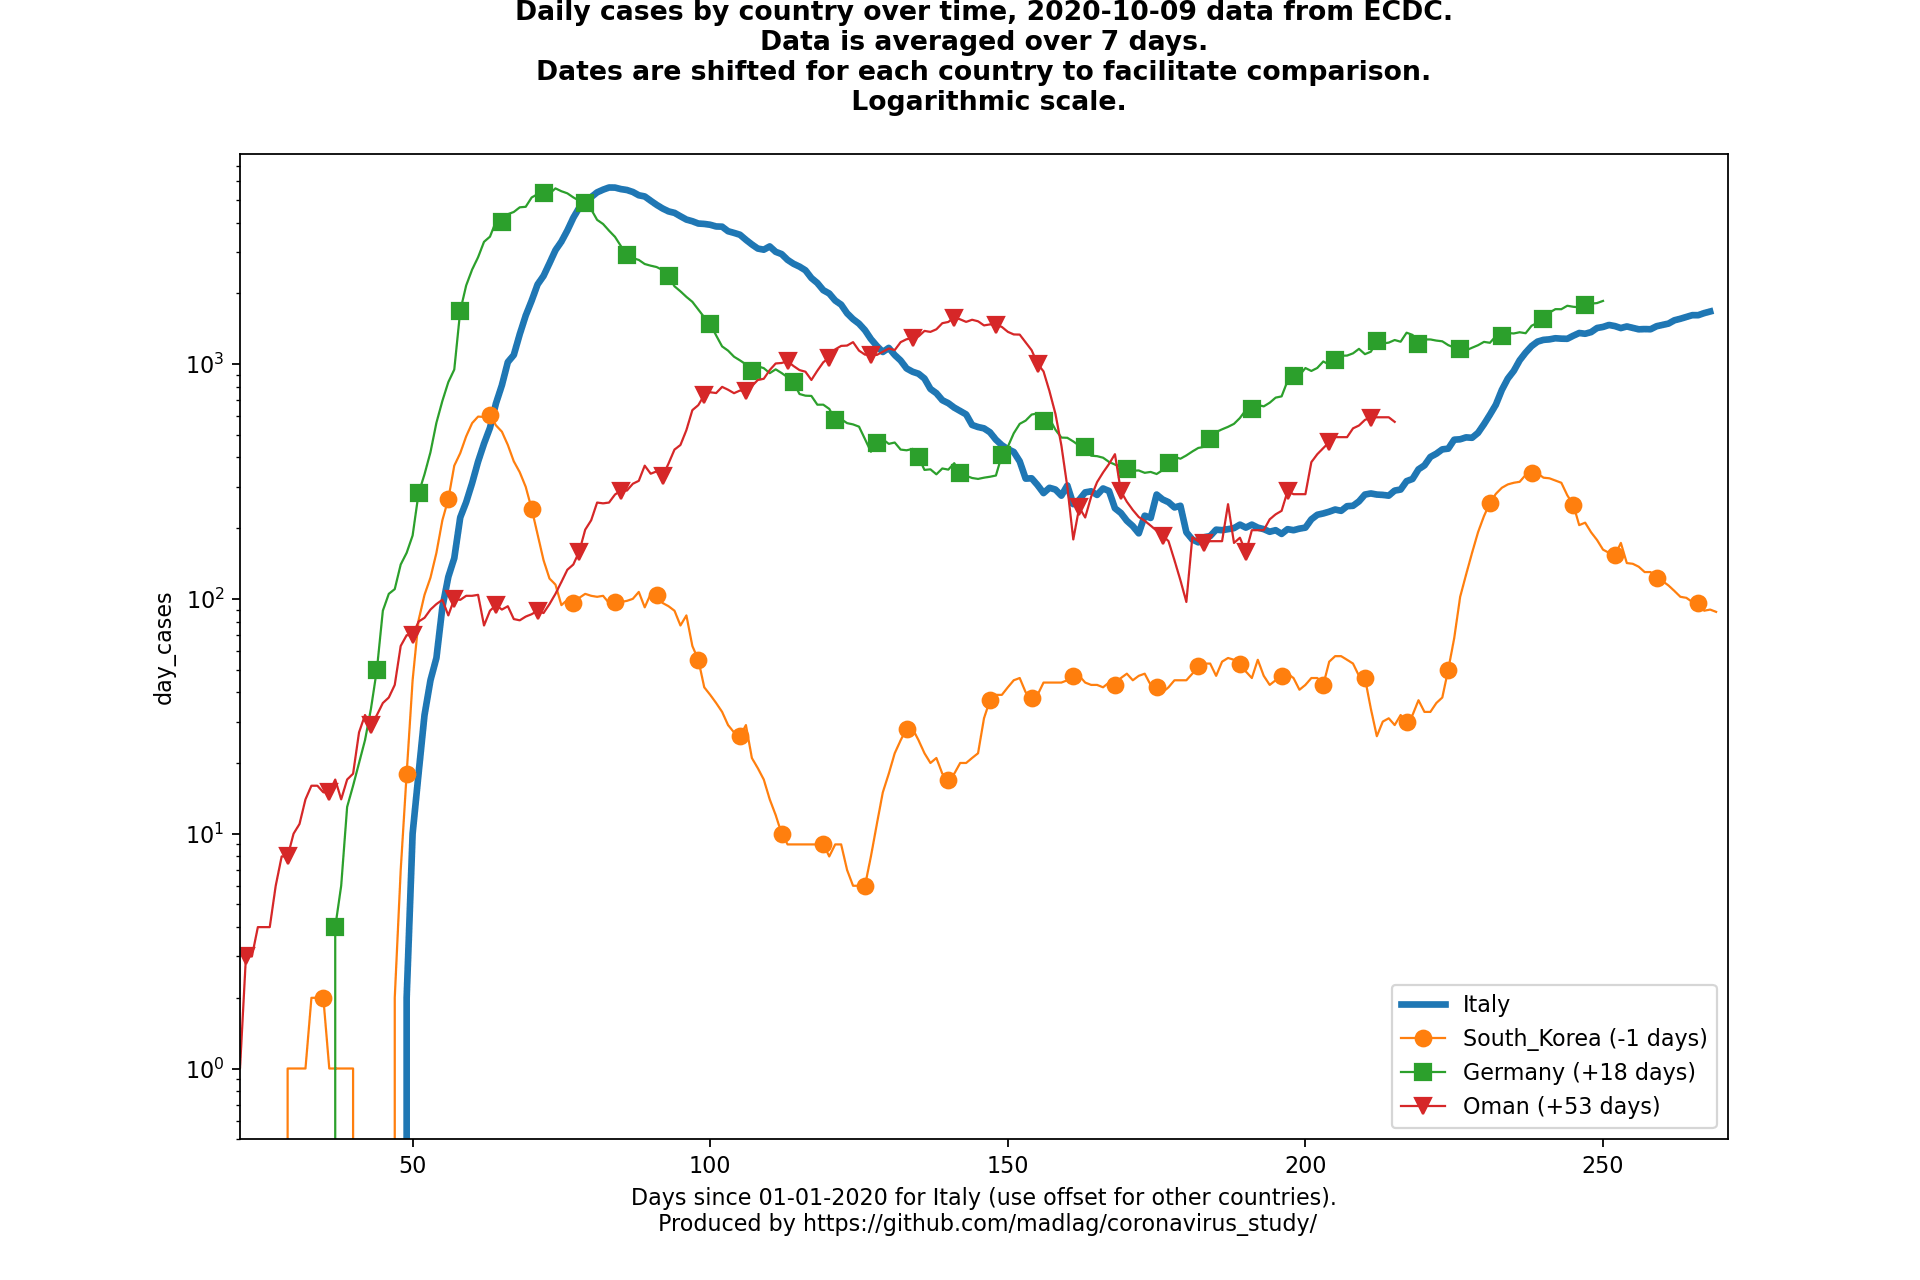 Daily cases by country over time, 2020-10-09 data from ECDC.
Data is averaged over 7 days.
Dates are shifted for each country to facilitate comparison.
Logarithmic scale.
day_cases
10³
10²
10¹
10⁰
50
100
150
200
250
Italy
South_Korea (-1 days)
Germany (+18 days)
Oman (+53 days)
Days since 01-01-2020 for Italy (use offset for other countries).
Produced by https://github.com/madlag/coronavirus_study/